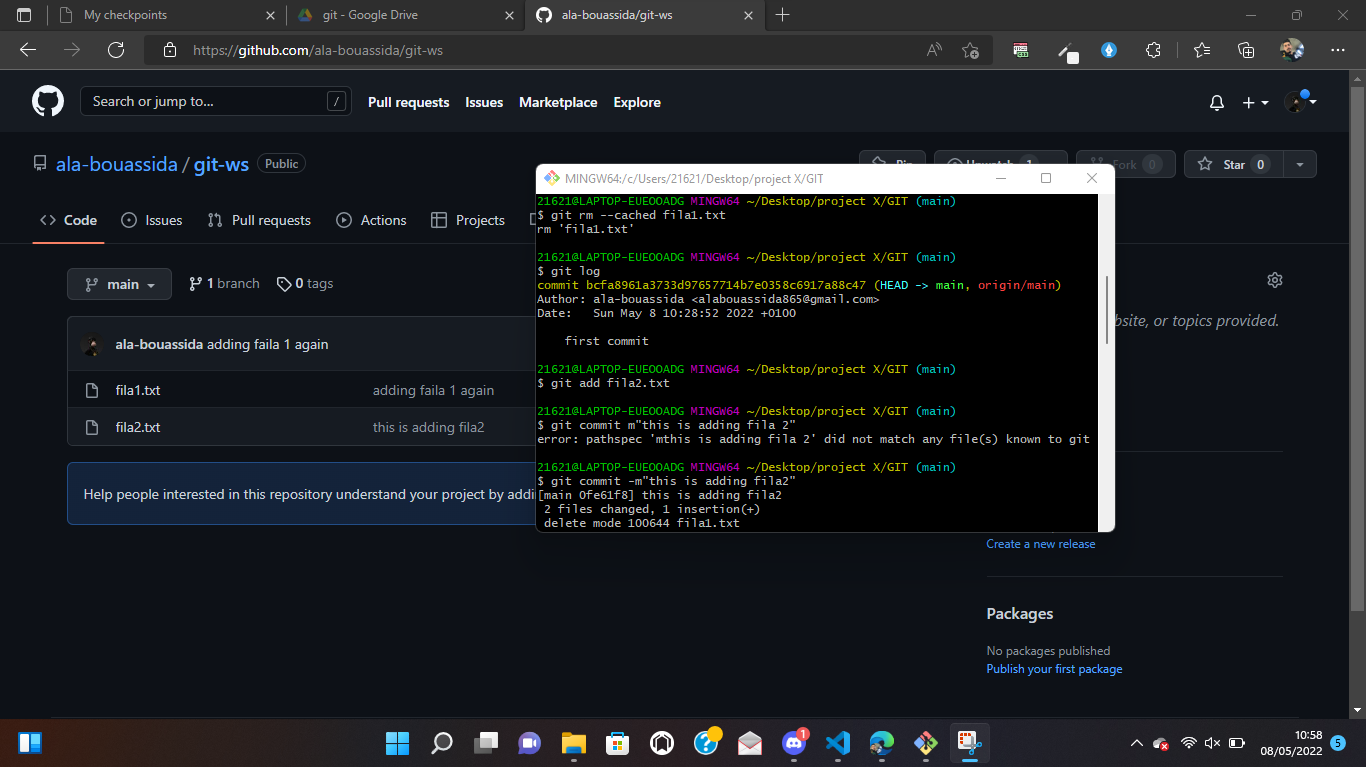 My checkpoints
git - Google Drive
ala-bouassida/git-ws
https://github.com/ala-bouassida/git-ws
Search or jump to...
/
Pull requests
Issues
Marketplace
Explore
ala-bouassida / git-ws
Public
Pin
Unwatch 1
Fork 0
Star 0
Code
Issues
Pull requests
Actions
Projects
main
1 branch
0 tags
ala-bouassida adding faila 1 again
fila1.txt
adding faila 1 again
fila2.txt
this is adding fila2
Help people interested in this repository understand your project by addi
MINGW64:/c/Users/21621/Desktop/project X/GIT
21621@LAPTOP-EUEOOADG MINGW64 ~/Desktop/project X/GIT (main)
$ git rm --cached fila1.txt
rm 'fila1.txt'
21621@LAPTOP-EUEOOADG MINGW64 ~/Desktop/project X/GIT (main)
$ git log
commit bcfa8961a3733d97657714b7e0358c6917a88c47 (HEAD -> main, origin/main)
Author: ala-bouassida <alabouassida865@gmail.com>
Date:   Sun May 8 10:28:52 2022 +0100
first commit
21621@LAPTOP-EUEOOADG MINGW64 ~/Desktop/project X/GIT (main)
$ git add fila2.txt
21621@LAPTOP-EUEOOADG MINGW64 ~/Desktop/project X/GIT (main)
$ git commit m"this is adding fila 2"
error: pathspec 'mthis is adding fila 2' did not match any file(s) known to git
21621@LAPTOP-EUEOOADG MINGW64 ~/Desktop/project X/GIT (main)
$ git commit -m"this is adding fila2"
[main 0fe61f8] this is adding fila2
2 files changed, 1 insertion(+)
delete mode 100644 fila1.txt
bsite, or topics provided.
Create a new release
Packages
No packages published
Publish your first package
1
10:58
08/05/2022
5